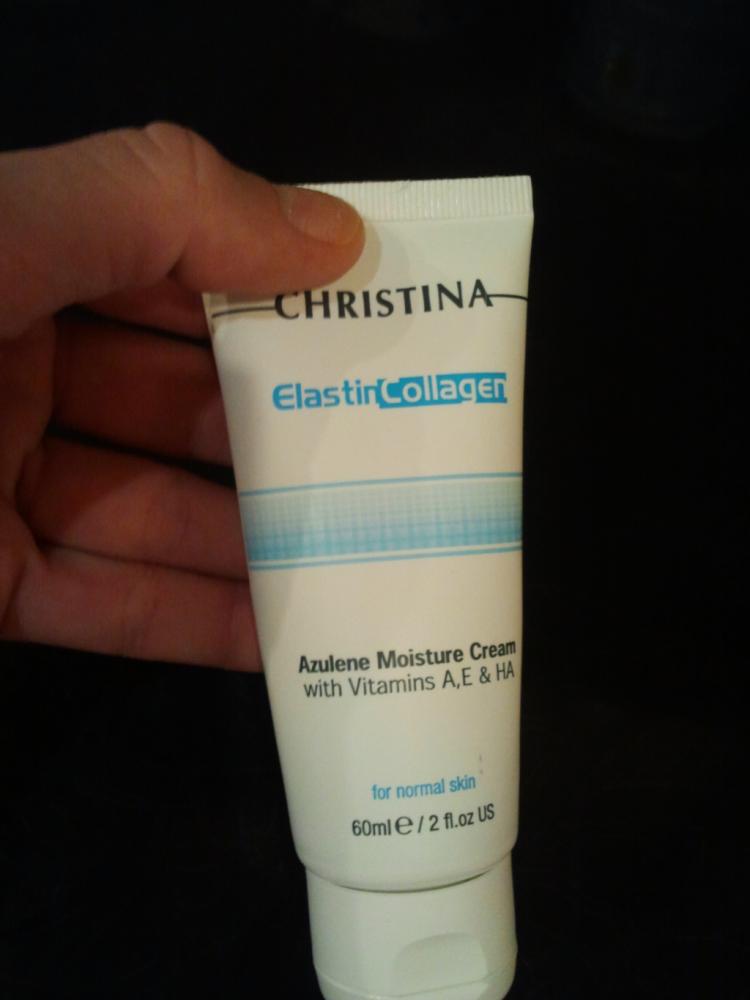 CHRISTINA
ElastinCollagen
Azulene Moisture Cream
with Vitamins A,E & HA
for normal skin
60ml e / 2 fl.oz US